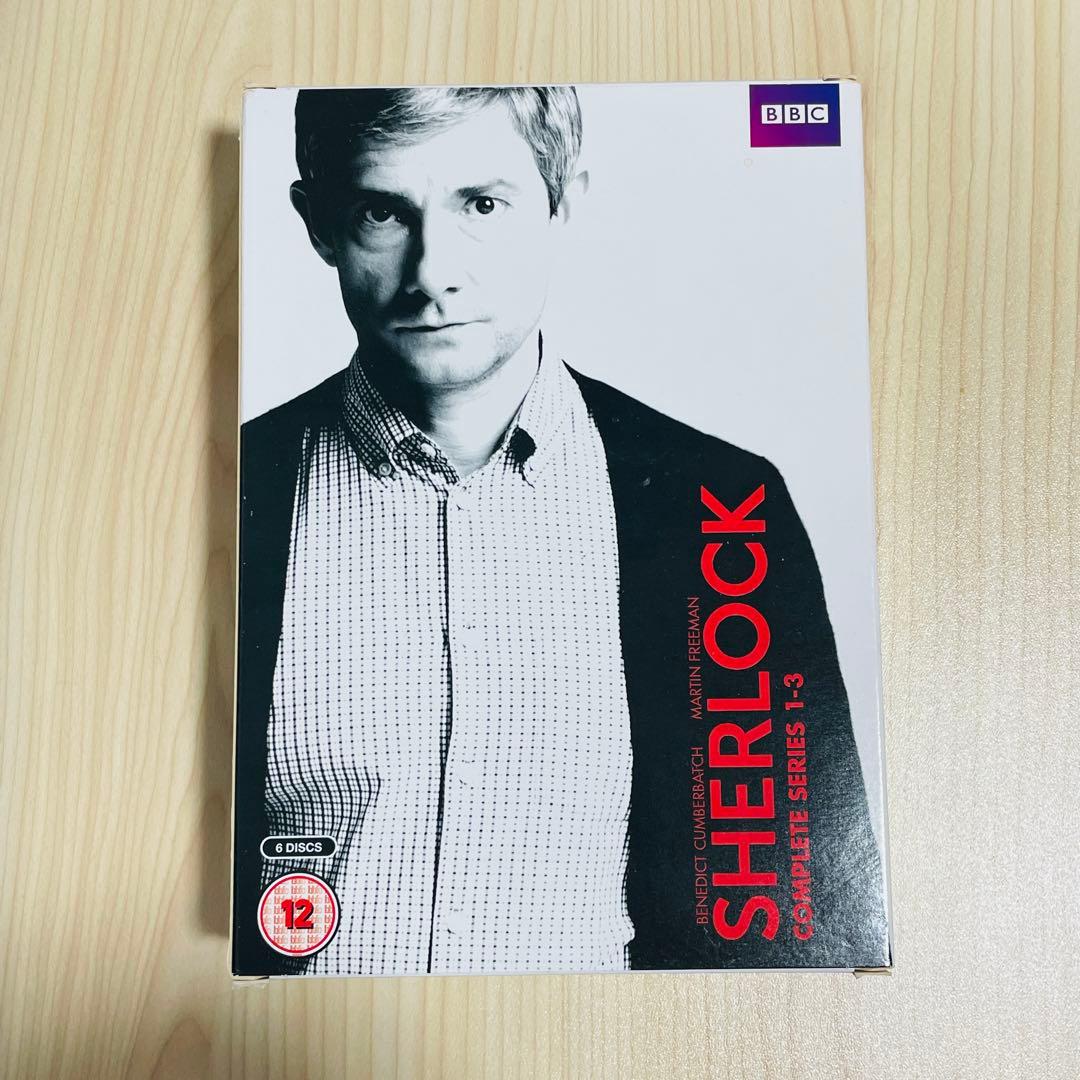 BBC
BENEDICT CUMBERBATCH MARTIN FREEMAN
SHERLOCK
COMPLETE SERIES 1-3
6 DISCS
12